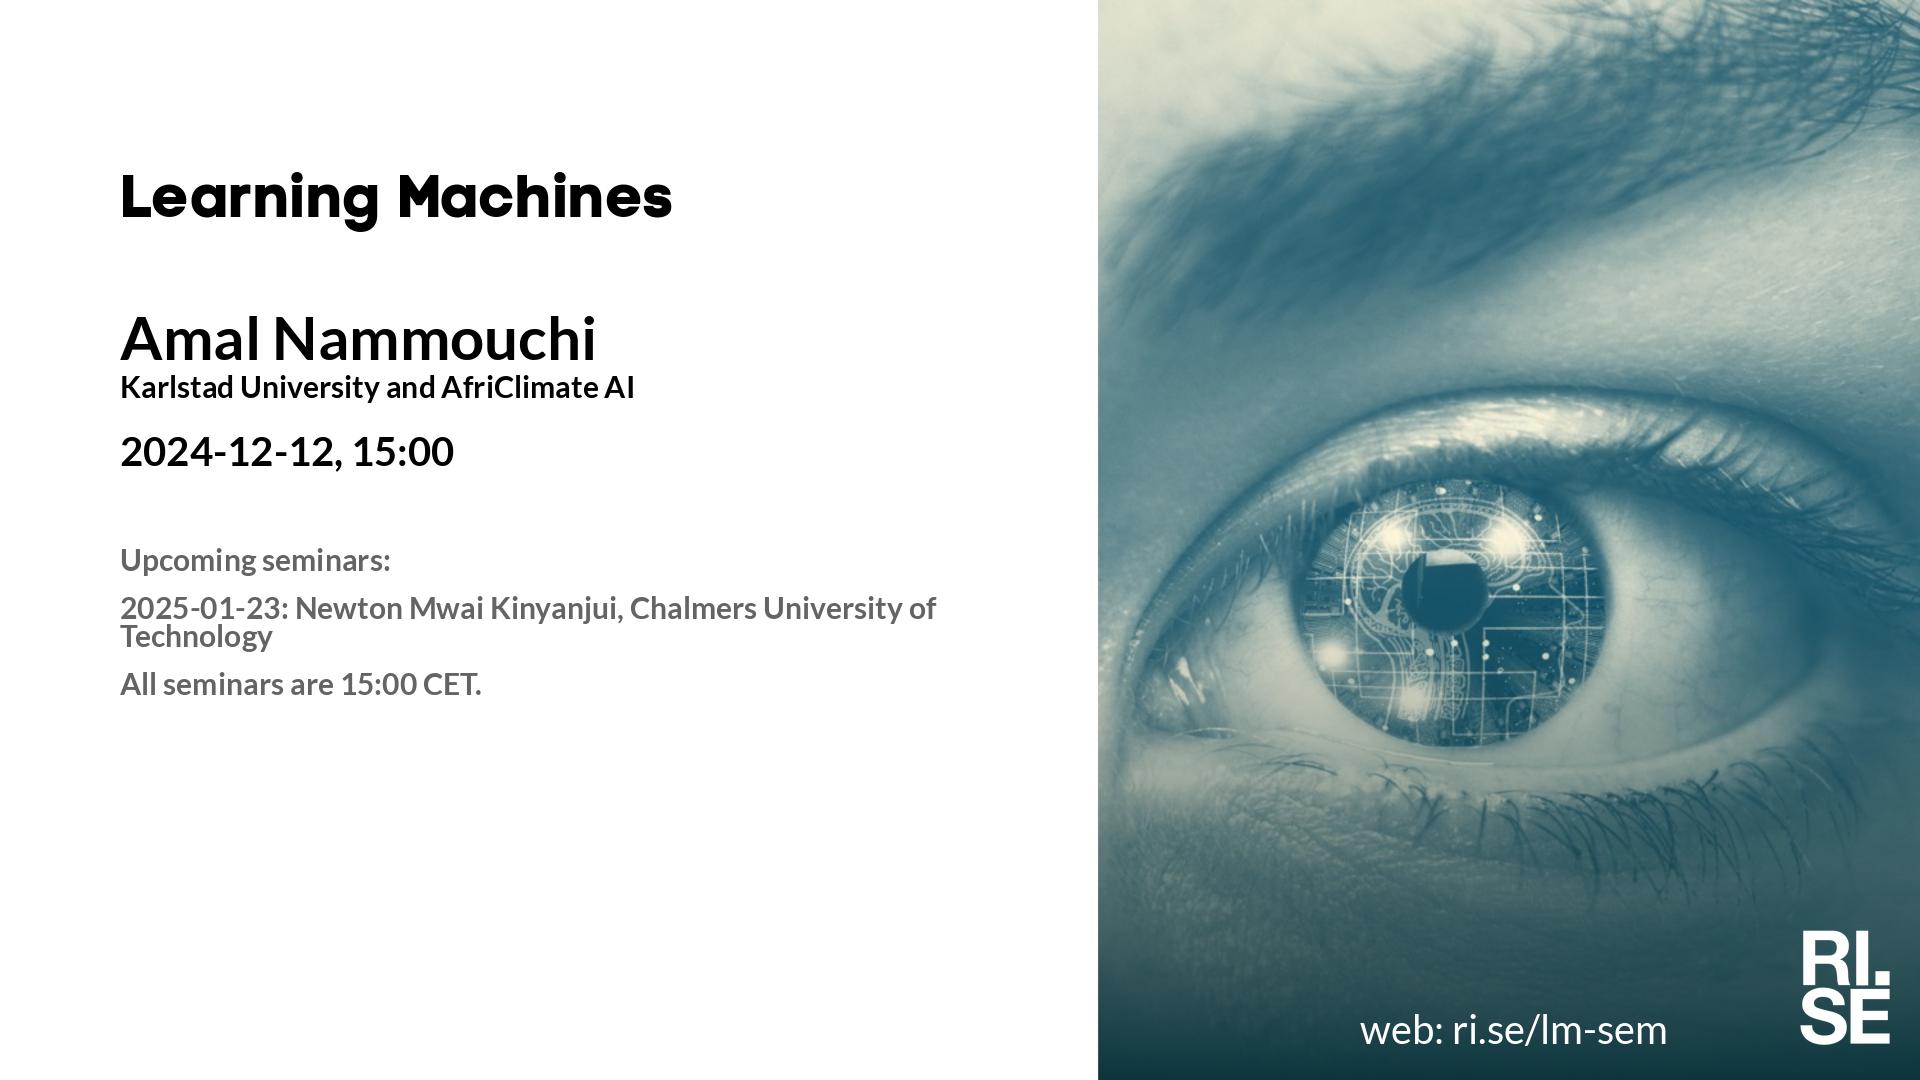 Learning Machines
Amal Nammouchi
Karlstad University and AfriClimate AI
2024-12-12, 15:00
Upcoming seminars:
2025-01-23: Newton Mwai Kinyanjui, Chalmers University of
Technology
All seminars are 15:00 CET.
web: ri.se/lm-sem
RI.
SE